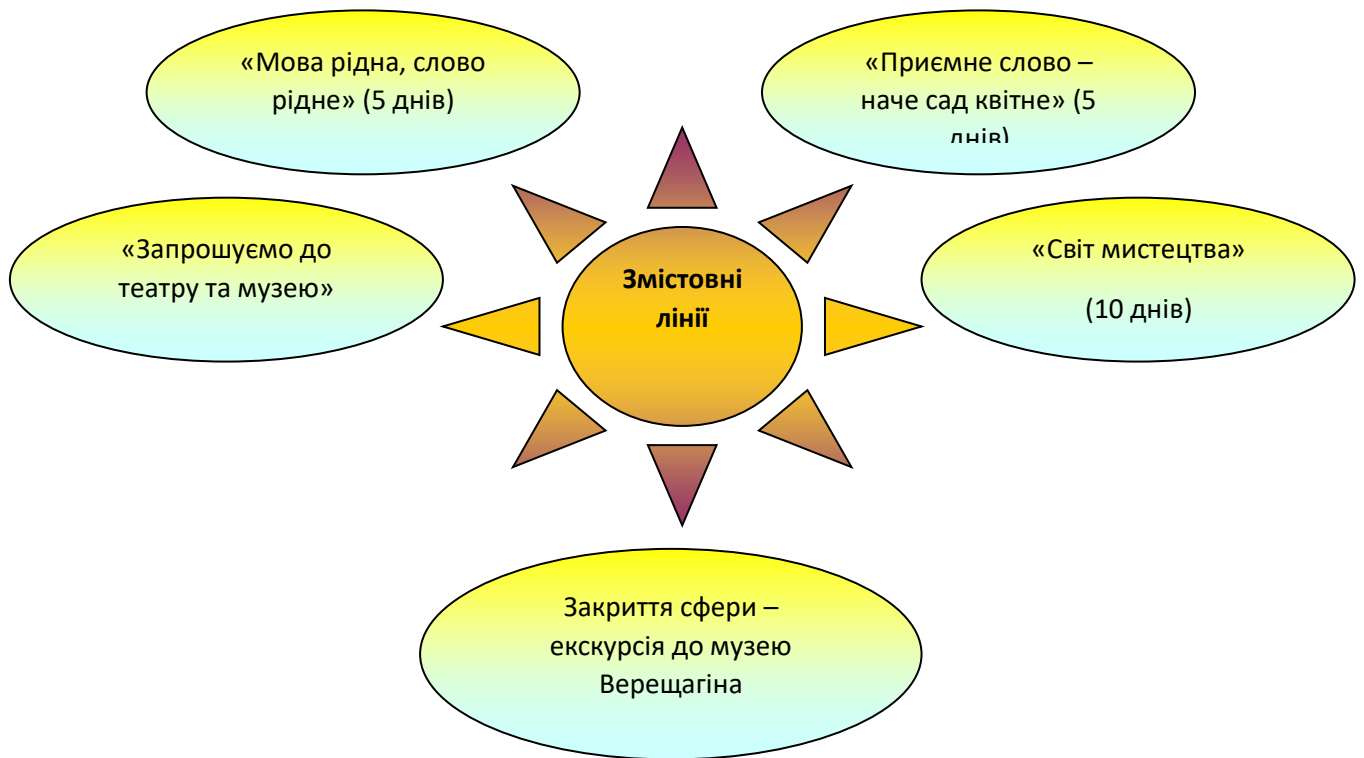 «Мова рідна, слово
рідне» (5 днів)
«Приємне слово –
наче сад квітне» (5
днів)
«Запрошуємо до
театру та музею»
Змістовні
лінії
«Світ мистецтва»
(10 днів)
Закриття сфери –
екскурсія до музею
Верещагіна